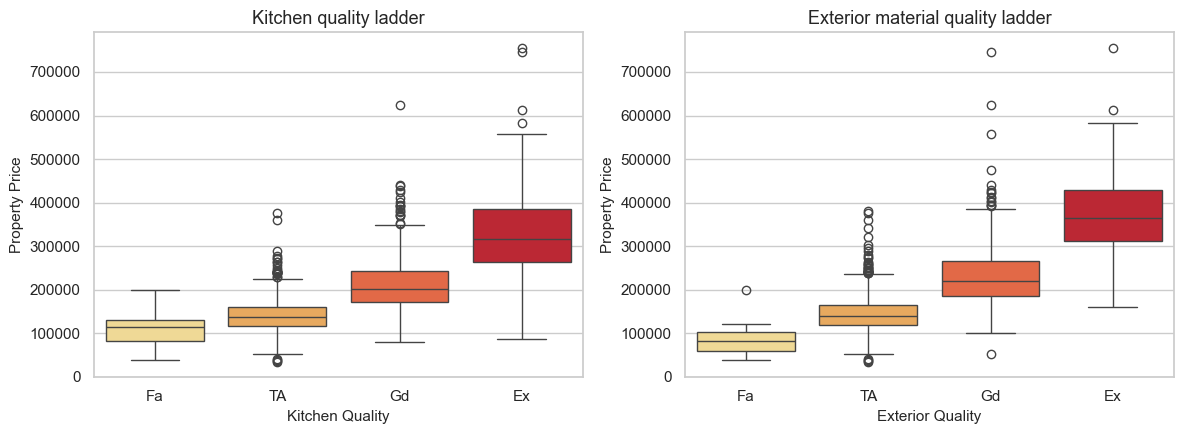 Kitchen quality ladder
Property Price
700000
600000
500000
400000
300000
200000
100000
0
Fa TA Gd Ex
Kitchen Quality
Exterior material quality ladder
Property Price
700000
600000
500000
400000
300000
200000
100000
0
Fa TA Gd Ex
Exterior Quality